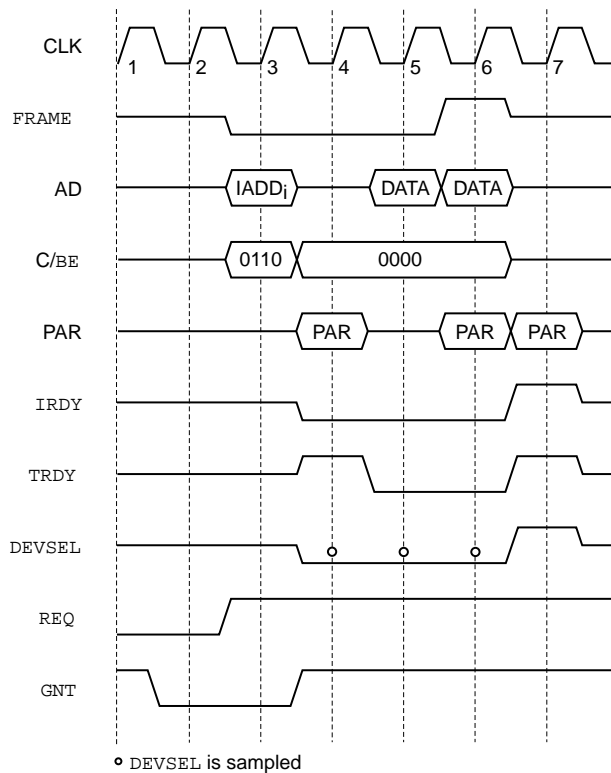 CLK
1 2 3 4 5 6 7
FRAME
AD IADDi DATA DATA
C/BE 0110 0000
PAR PAR PAR PAR
IRDY
TRDY
DEVSEL
REQ
GNT
DEVSEL is sampled